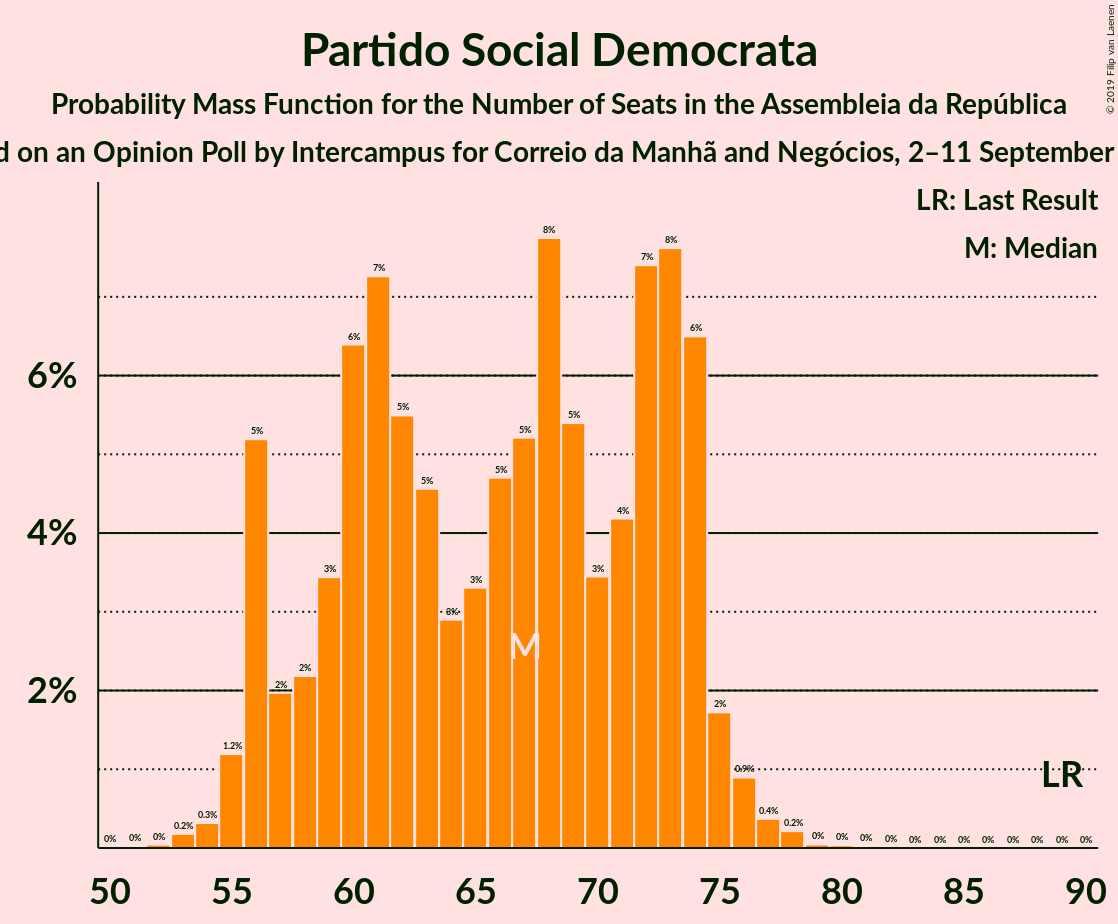 Partido Social Democrata
Probability Mass Function for the Number of Seats in the Assembleia da República
d on an Opinion Poll by Intercampus for Correio da Manhã and Negócios, 2–11 September
© 2019 Filip van Laenen
LR: Last Result
M: Median
6%
4%
2%
0% 0% 0% 0.2% 0.3% 1.2% 5% 2% 2% 3% 6% 7% 5% 5% 3% 3% 5% 5% 8% 5% 3% 4% 7% 8% 6% 2% 0.9% 0.4% 0.2% 0% 0% 0% 0% 0% 0% 0% 0% 0% 0% 0% 0%
M
LR
50 55 60 65 70 75 80 85 90